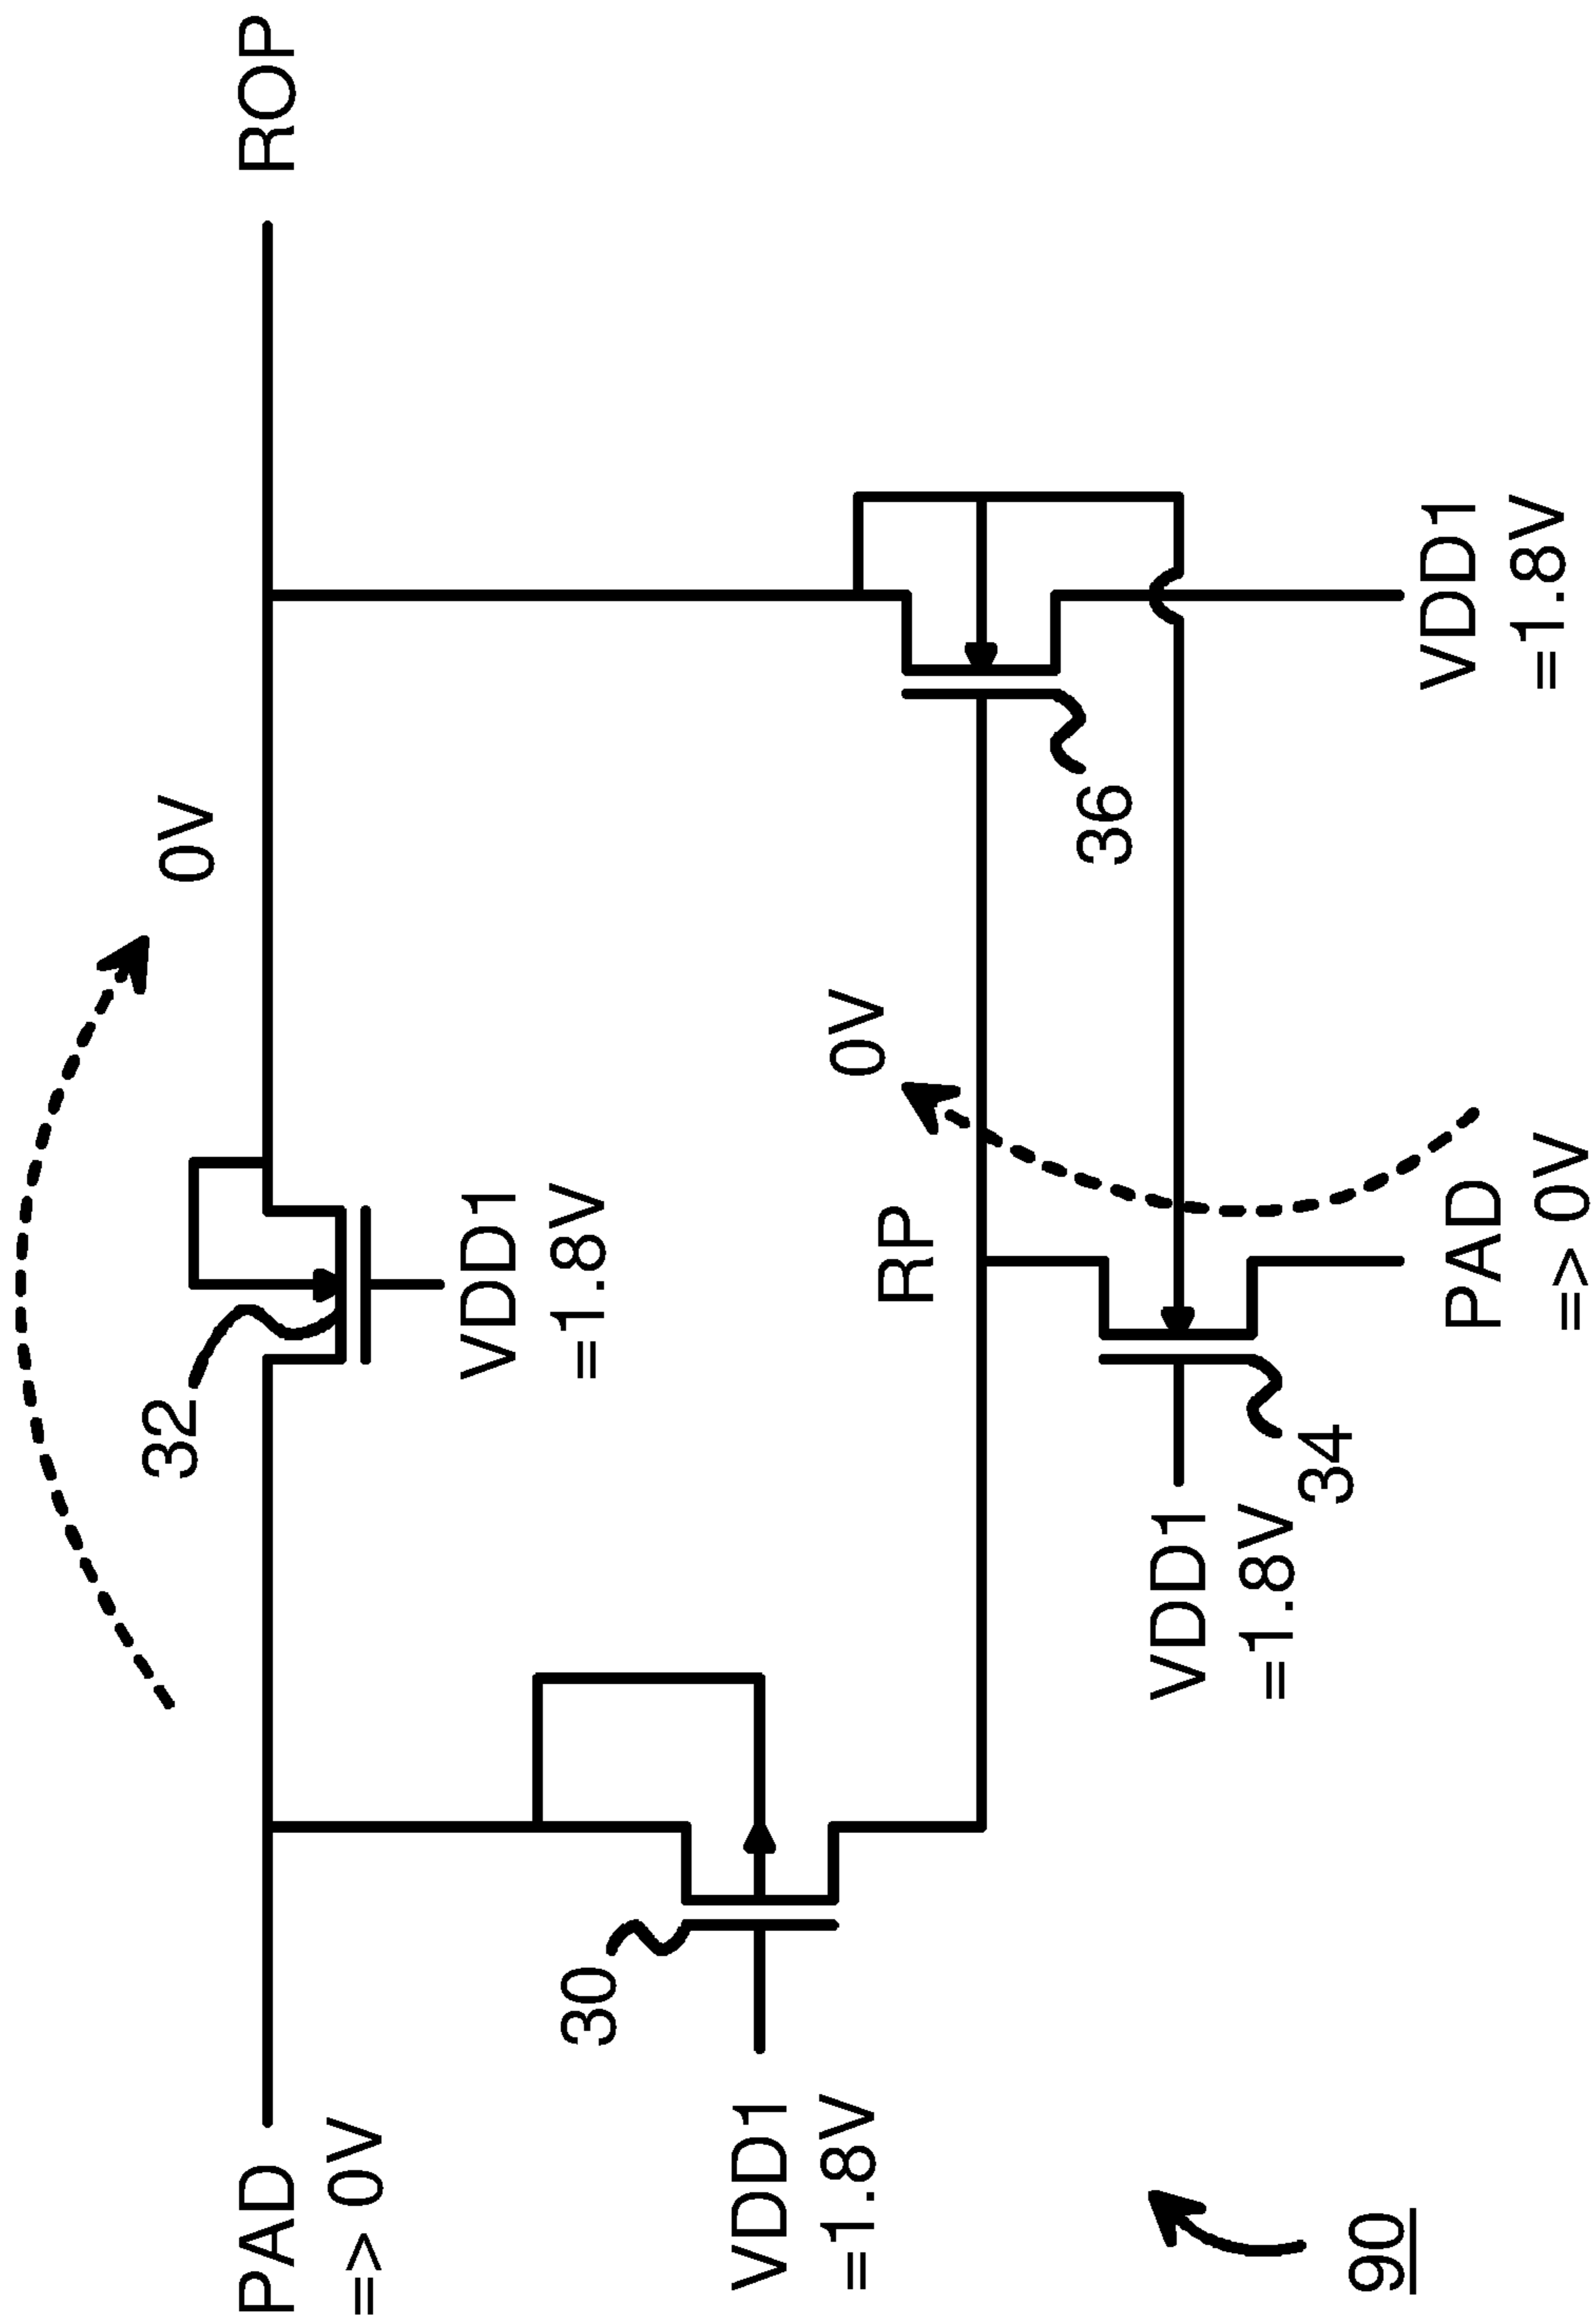 32
0V
PAD
=> 0V
ROP
VDD1
=1.8V
30
VDD1
=1.8V
0V
RP
36
VDD1
=1.8V
34
90
PAD
=> 0V
VDD1
=1.8V